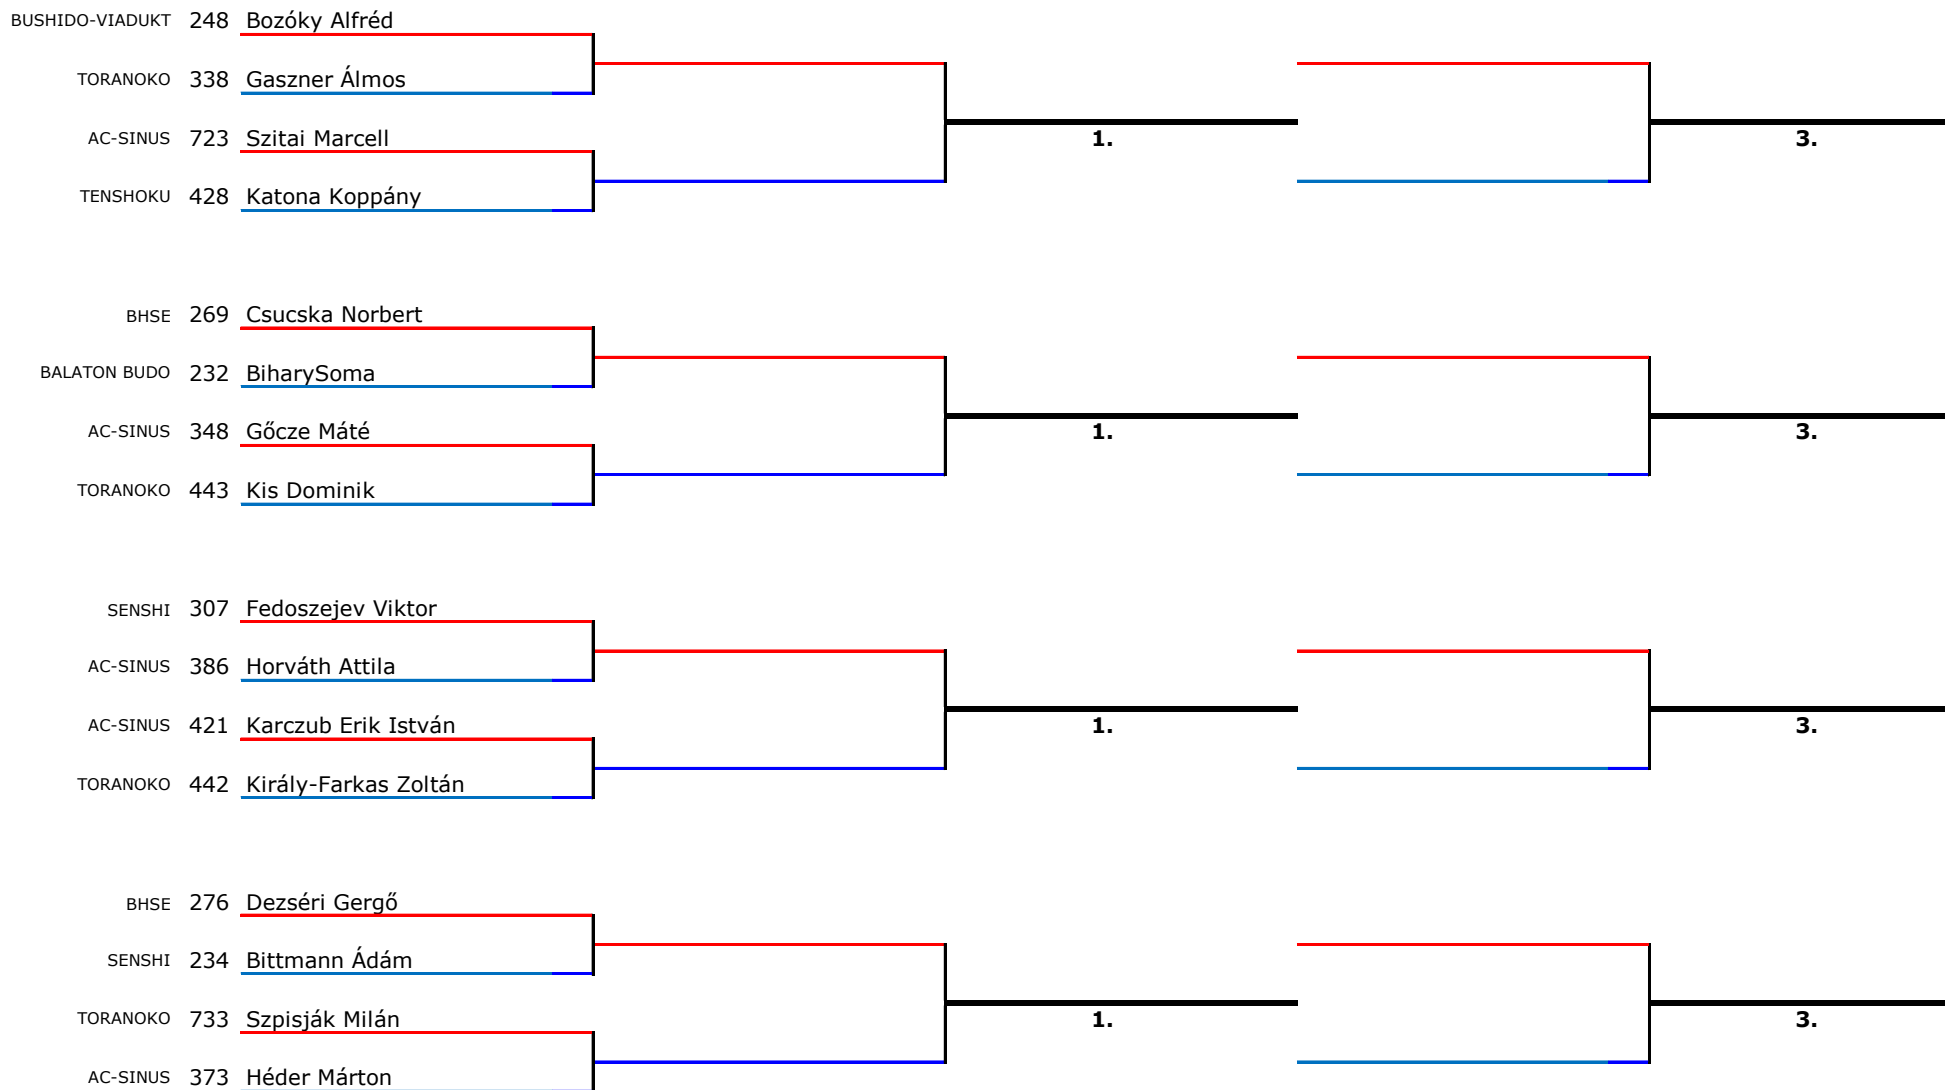 BUSHIDO-VIADUKT 248 Bozóky Alfréd
TORANOKO 338 Gaszner Álmos
AC-SINUS 723 Szitai Marcell 1. 3.
TENSHOKU 428 Katona Koppány
BHSE 269 Csucska Norbert
BALATON BUDO 232 BiharySoma
AC-SINUS 348 Gőcze Máté 1. 3.
TORANOKO 443 Kis Dominik
SENSHI 307 Fedoszejev Viktor
AC-SINUS 386 Horváth Attila
AC-SINUS 421 Karczub Erik István 1. 3.
TORANOKO 442 Király-Farkas Zoltán
BHSE 276 Dezséri Gergő
SENSHI 234 Bittmann Ádám
TORANOKO 733 Szpisják Milán 1. 3.
AC-SINUS 373 Héder Márton